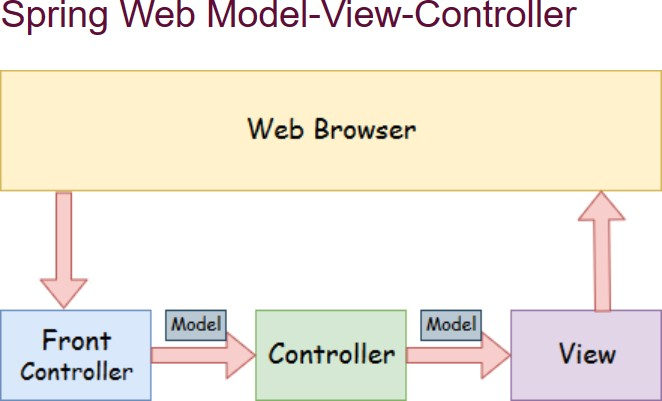 Spring Web Model-View-Controller
Web Browser
Front
Controller
Model
Controller
Model
View